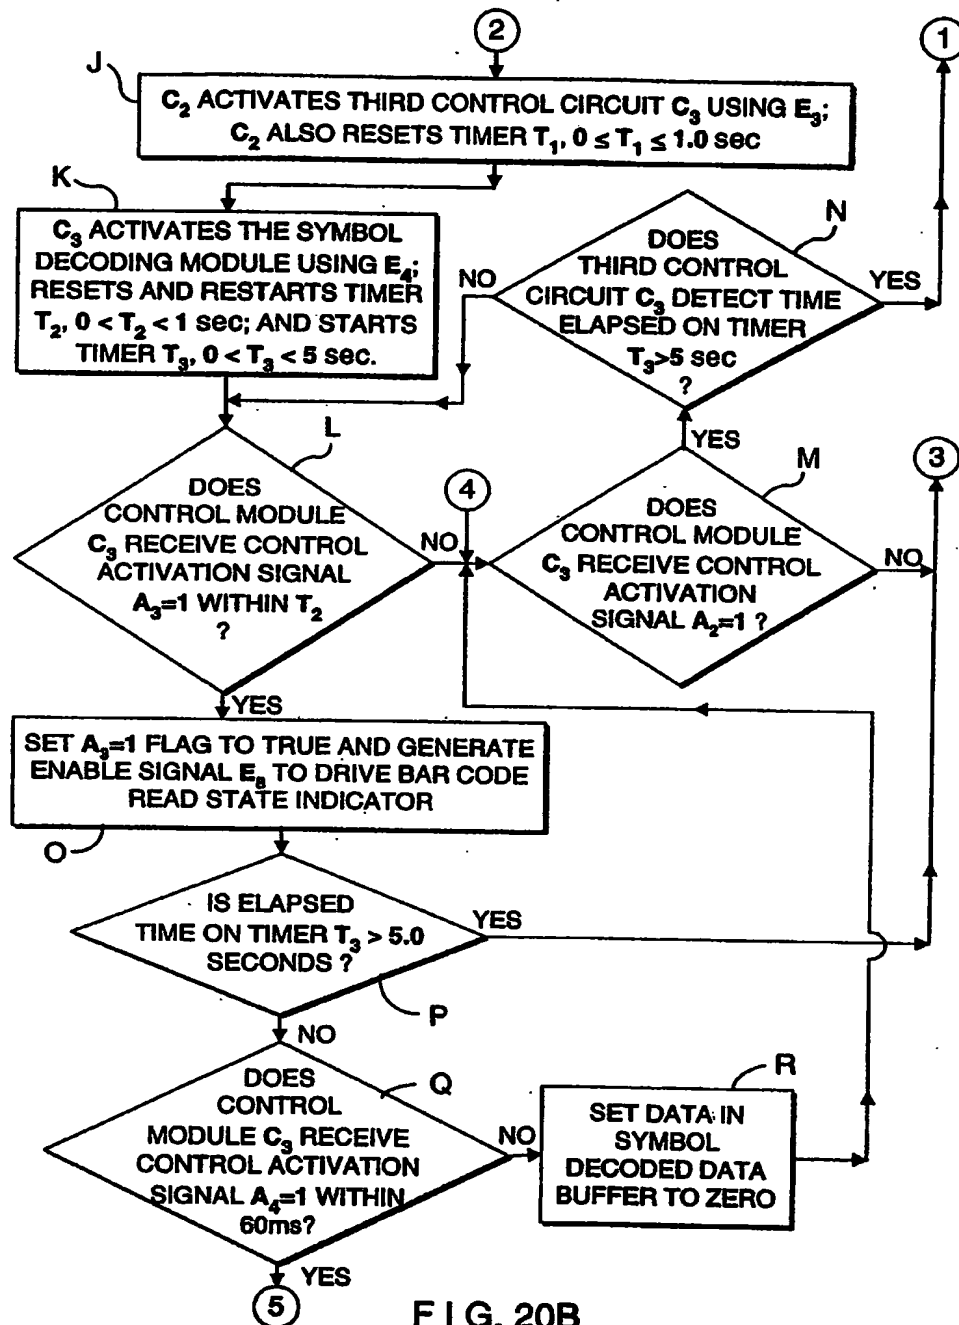 2
1
J
C₂ ACTIVATES THIRD CONTROL CIRCUIT C₃ USING E₃;
C₂ ALSO RESETS TIMER T₁, 0 ≤ T₁ ≤ 1.0 sec
K
C₃ ACTIVATES THE SYMBOL
DECODING MODULE USING E₄;
RESETS AND RESTARTS TIMER
T₂, 0 < T₂ < 1 sec; AND STARTS
TIMER T₃, 0 < T₃ < 5 sec.
N
DOES
THIRD CONTROL
CIRCUIT C₃ DETECT TIME
ELAPSED ON TIMER
T₃>5 sec
?
NO
YES
L
DOES
CONTROL MODULE
C₃ RECEIVE CONTROL
ACTIVATION SIGNAL
A₃=1 WITHIN T₂
?
NO
YES
4
YES
M
DOES
CONTROL MODULE
C₃ RECEIVE CONTROL
ACTIVATION
SIGNAL A₂=1 ?
NO
3
SET A₃=1 FLAG TO TRUE AND GENERATE
ENABLE SIGNAL E₈ TO DRIVE BAR CODE
READ STATE INDICATOR
O
IS ELAPSED
TIME ON TIMER T₃ > 5.0
SECONDS ?
YES
P
NO
DOES
CONTROL
MODULE C₃ RECEIVE
CONTROL ACTIVATION
SIGNAL A₄=1 WITHIN
60ms?
Q
NO
R
SET DATA IN
SYMBOL
DECODED DATA
BUFFER TO ZERO
YES
5
FIG. 20B